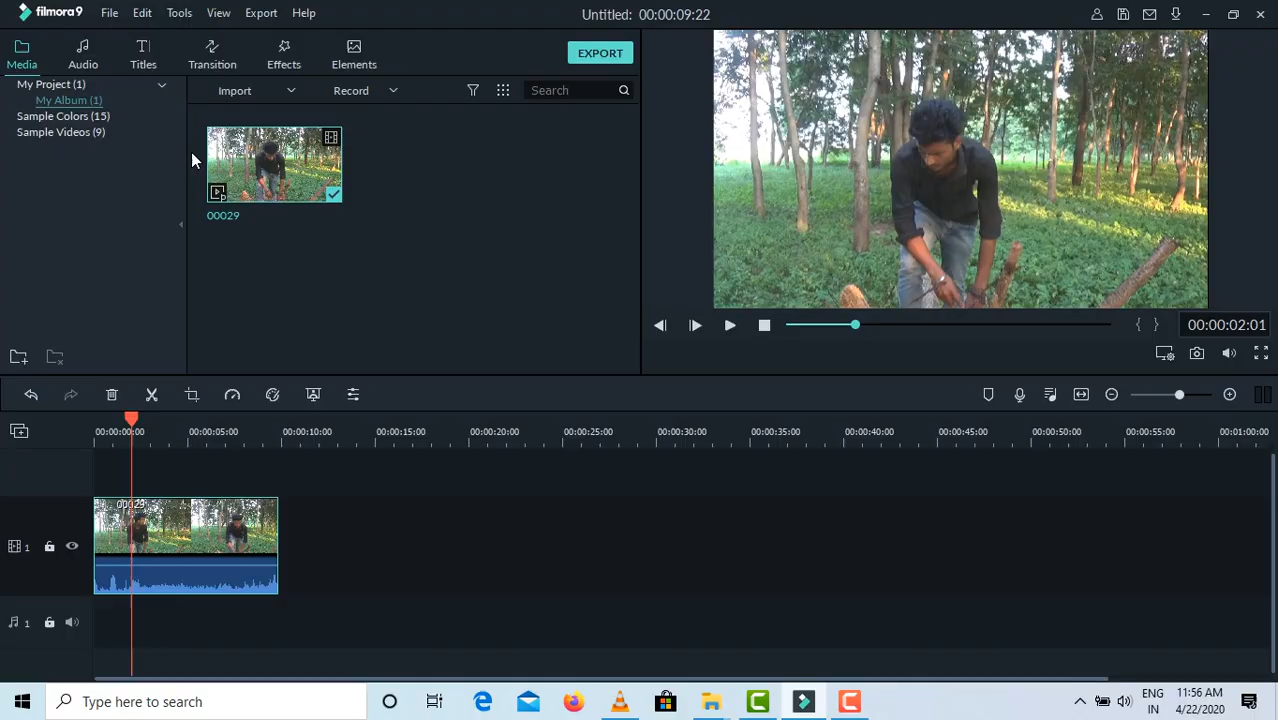 filmora9 File Edit Tools View Export Help Untitled: 00:00:09:22
Media Audio Titles Transition Effects Elements EXPORT
My Project (1)
My Album (1)
Sample Colors (15)
Sample Videos (9)
Import Record Search
00029
00:00:02:01
00:00:00:00 00:00:05:00 00:00:10:00 00:00:15:00 00:00:20:00 00:00:25:00 00:00:30:00 00:00:35:00 00:00:40:00 00:00:45:00 00:00:50:00 00:00:55:00 00:01:00:00
00029
1
1
Type here to search
ENG
IN
11:56 AM
4/22/2020